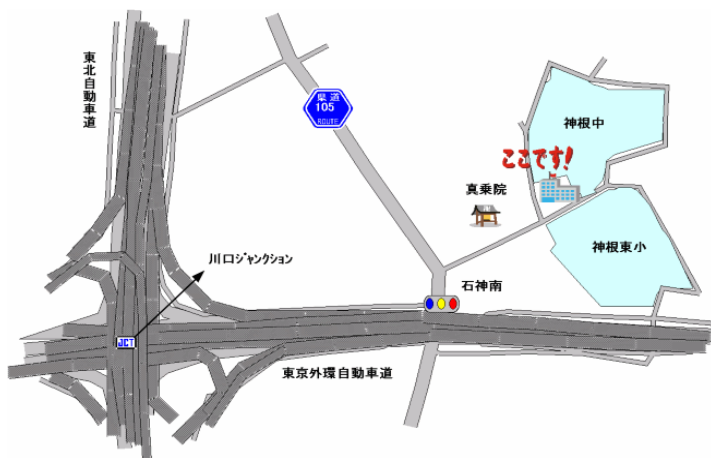 東北自動車道
県道
105
ROUTE
神根中
ここです!
真乗院
神根東小
川口ジャンクション
石神南
JCT
東京外環自動車道